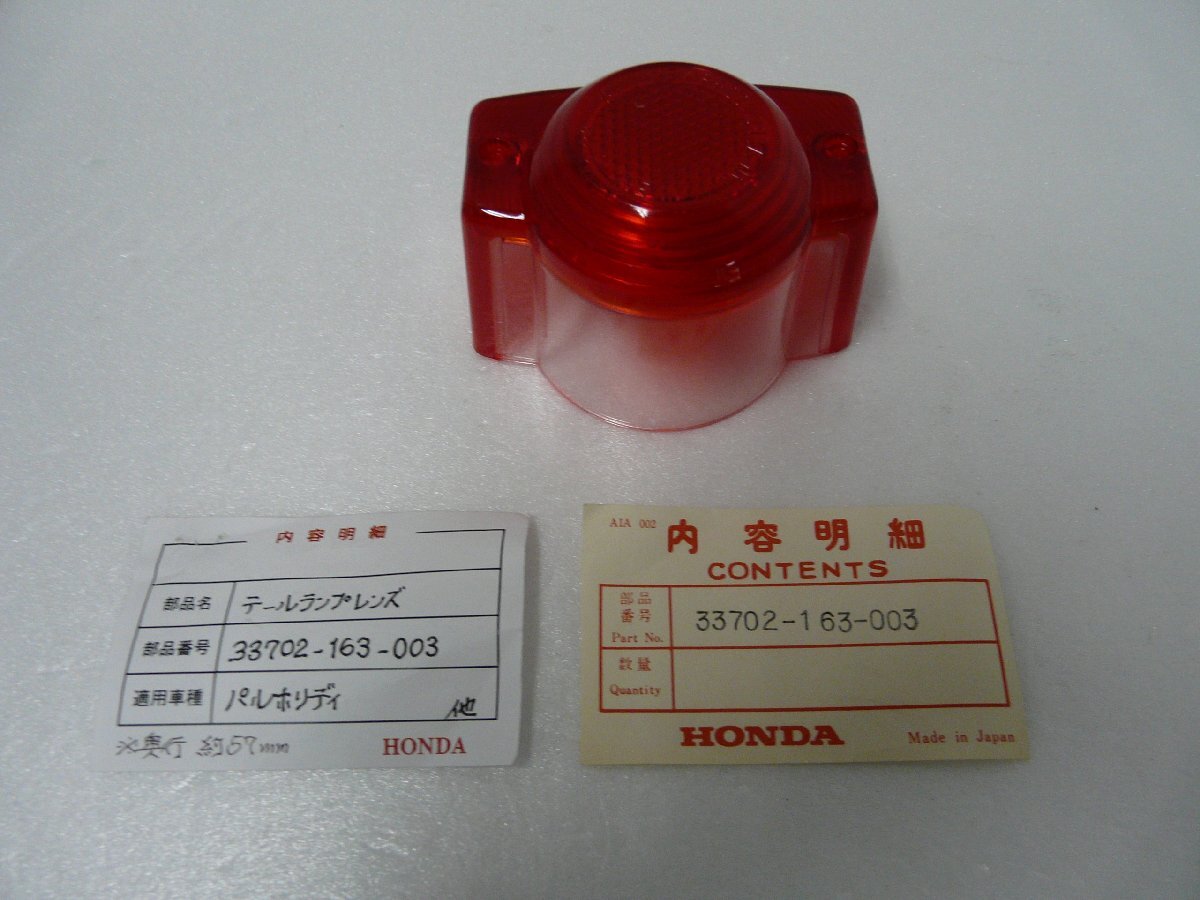 内容明細
部品名 テールランプレンズ
部品番号 33702-163-003
適用車種 パルホリディ 他
※奥行 約57mm
HONDA
AIA 002
内容明細
CONTENTS
部品
番号
Part No.
33702-163-003
数量
Quantity
HONDA Made in Japan